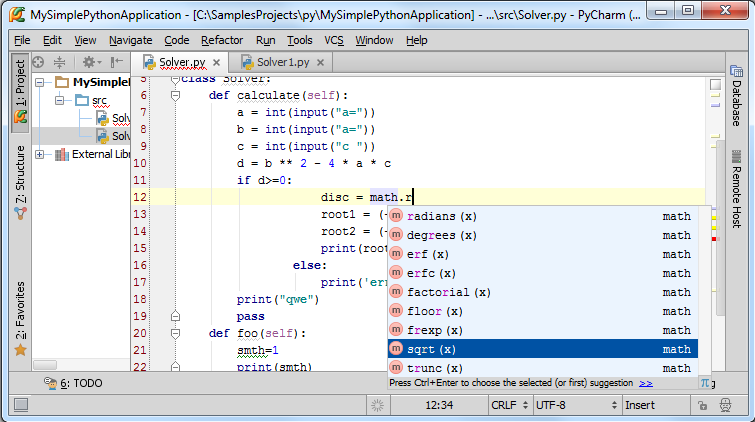 MySimplePythonApplication - [C:\SamplesProjects\py\MySimplePythonApplication] - ...\src\Solver.py - PyCharm (...
File Edit View Navigate Code Refactor Run Tools VCS Window Help
1: Project
Z: Structure
2: Favorites
MySimpleP
src
Solv
Solv
External Libr
Solver.py
Solver1.py
5 class Solver:
6 def calculate(self):
7 a = int(input("a="))
8 b = int(input("a="))
9 c = int(input("c "))
10 d = b ** 2 - 4 * a * c
11 if d>=0:
12 disc = math.r
13 root1 = (-
14 root2 = (-
15 print(root
16 else:
17 print('err
18 print("qwe")
19 pass
20 def foo(self):
21 smth=1
22 print(smth)
radians(x) math
degrees(x) math
erf(x) math
erfc(x) math
factorial(x) math
floor(x) math
frexp(x) math
sqrt(x) math
trunc(x) math
Press Ctrl+Enter to choose the selected (or first) suggestion >>
π
Database
Remote Host
6: TODO
12:34 CRLF UTF-8 Insert